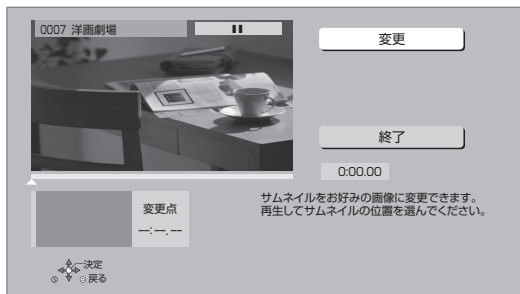 0007 洋画劇場
変更
終了
0:00.00
変更点
--:--.--
サムネイルをお好みの画像に変更できます。
再生してサムネイルの位置を選んでください。
決定
戻る